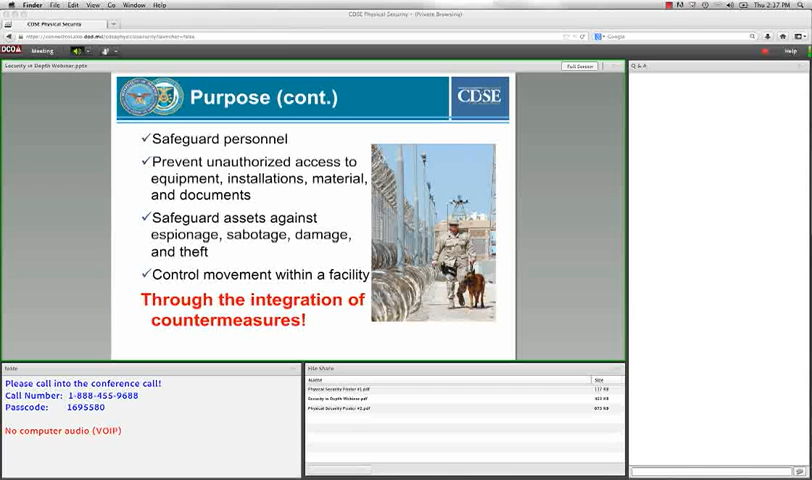 Finder File Edit View Go Window Help
Thu 2:37 PM
CDSE Physical Security - (Private Browsing)
CDSE Physical Security
Google
DCO Meeting
Help
Security in Depth Webinar.pptx
Full Screen
Q & A
Purpose (cont.)
CDSE
✓Safeguard personnel
✓Prevent unauthorized access to
equipment, installations, material,
and documents
✓Safeguard assets against
espionage, sabotage, damage,
and theft
✓Control movement within a facility
Through the integration of
countermeasures!
Note
Please call into the conference call!
Call Number: 1-888-455-9688
Passcode: 1695580
No computer audio (VOIP)
File Share
Name Size
Physical Security Poster #1.pdf
Security in Depth Webinar.pdf
Physical Security Poster #2.pdf